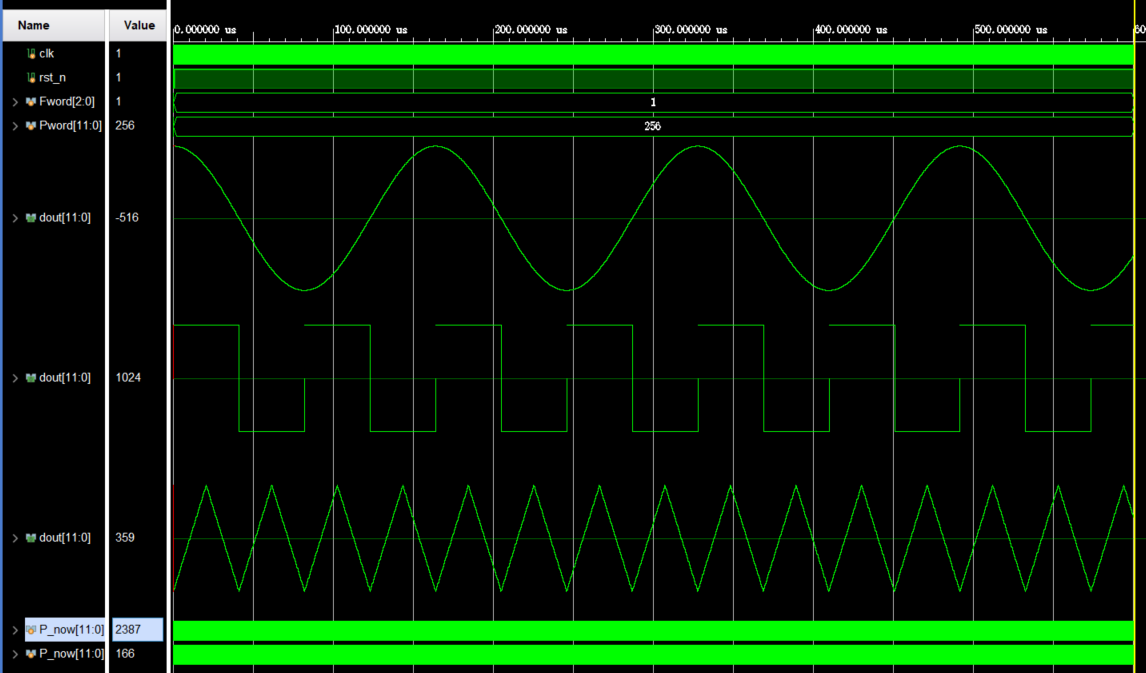 Name Value
0.000000 us 100.000000 us 200.000000 us 300.000000 us 400.000000 us 500.000000 us
clk 1
rst_n 1
Fword[2:0] 1 1
Pword[11:0] 256 256
dout[11:0] -516
dout[11:0] 1024
dout[11:0] 359
P_now[11:0] 2387
P_now[11:0] 166